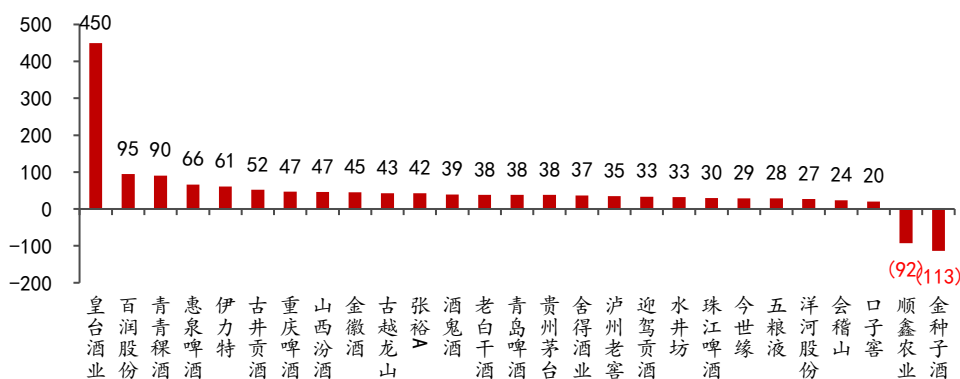 500
400
300
200
100
0
-100
-200
450 95 90 66 61 52 47 47 45 43 42 39 38 38 38 37 35 33 33 30 29 28 27 24 20 (92) (113)
皇台酒业
百润股份
青青稞酒
惠泉啤酒
伊力特
古井贡酒
重庆啤酒
山西汾酒
金徽酒
古越龙山
张裕A
酒鬼酒
老白干酒
青岛啤酒
贵州茅台
舍得酒业
泸州老窖
迎驾贡酒
水井坊
珠江啤酒
今世缘
五粮液
洋河股份
会稽山
口子窖
顺鑫农业
金种子酒